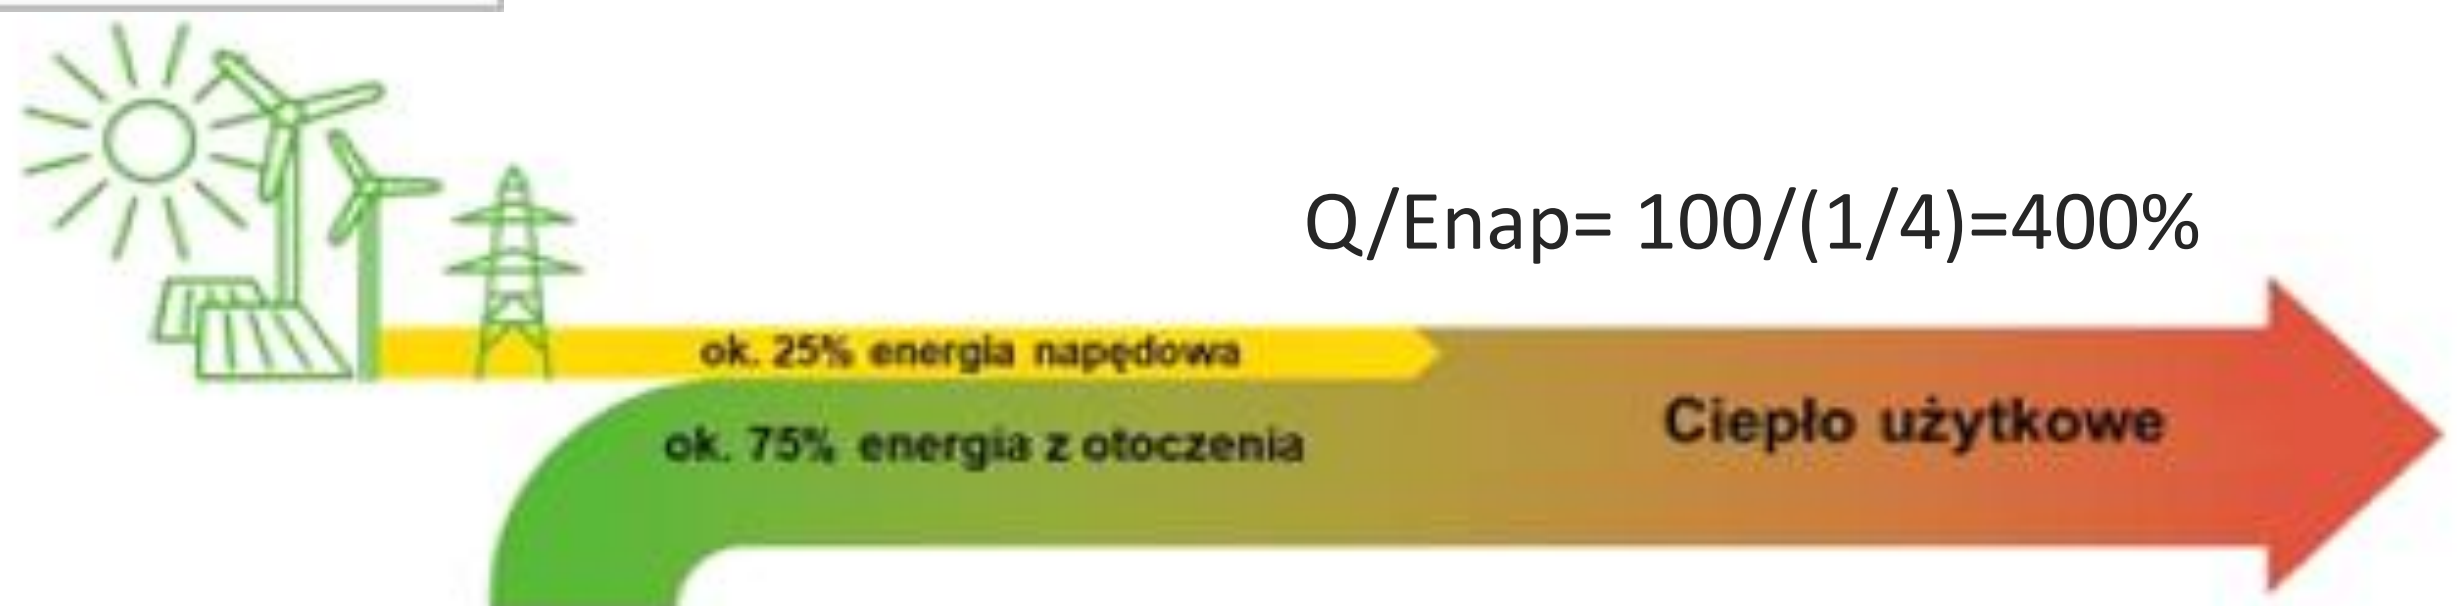 Q/Enap= 100/(1/4)=400%
ok. 25% energia napędowa
ok. 75% energia z otoczenia
Ciepło użytkowe